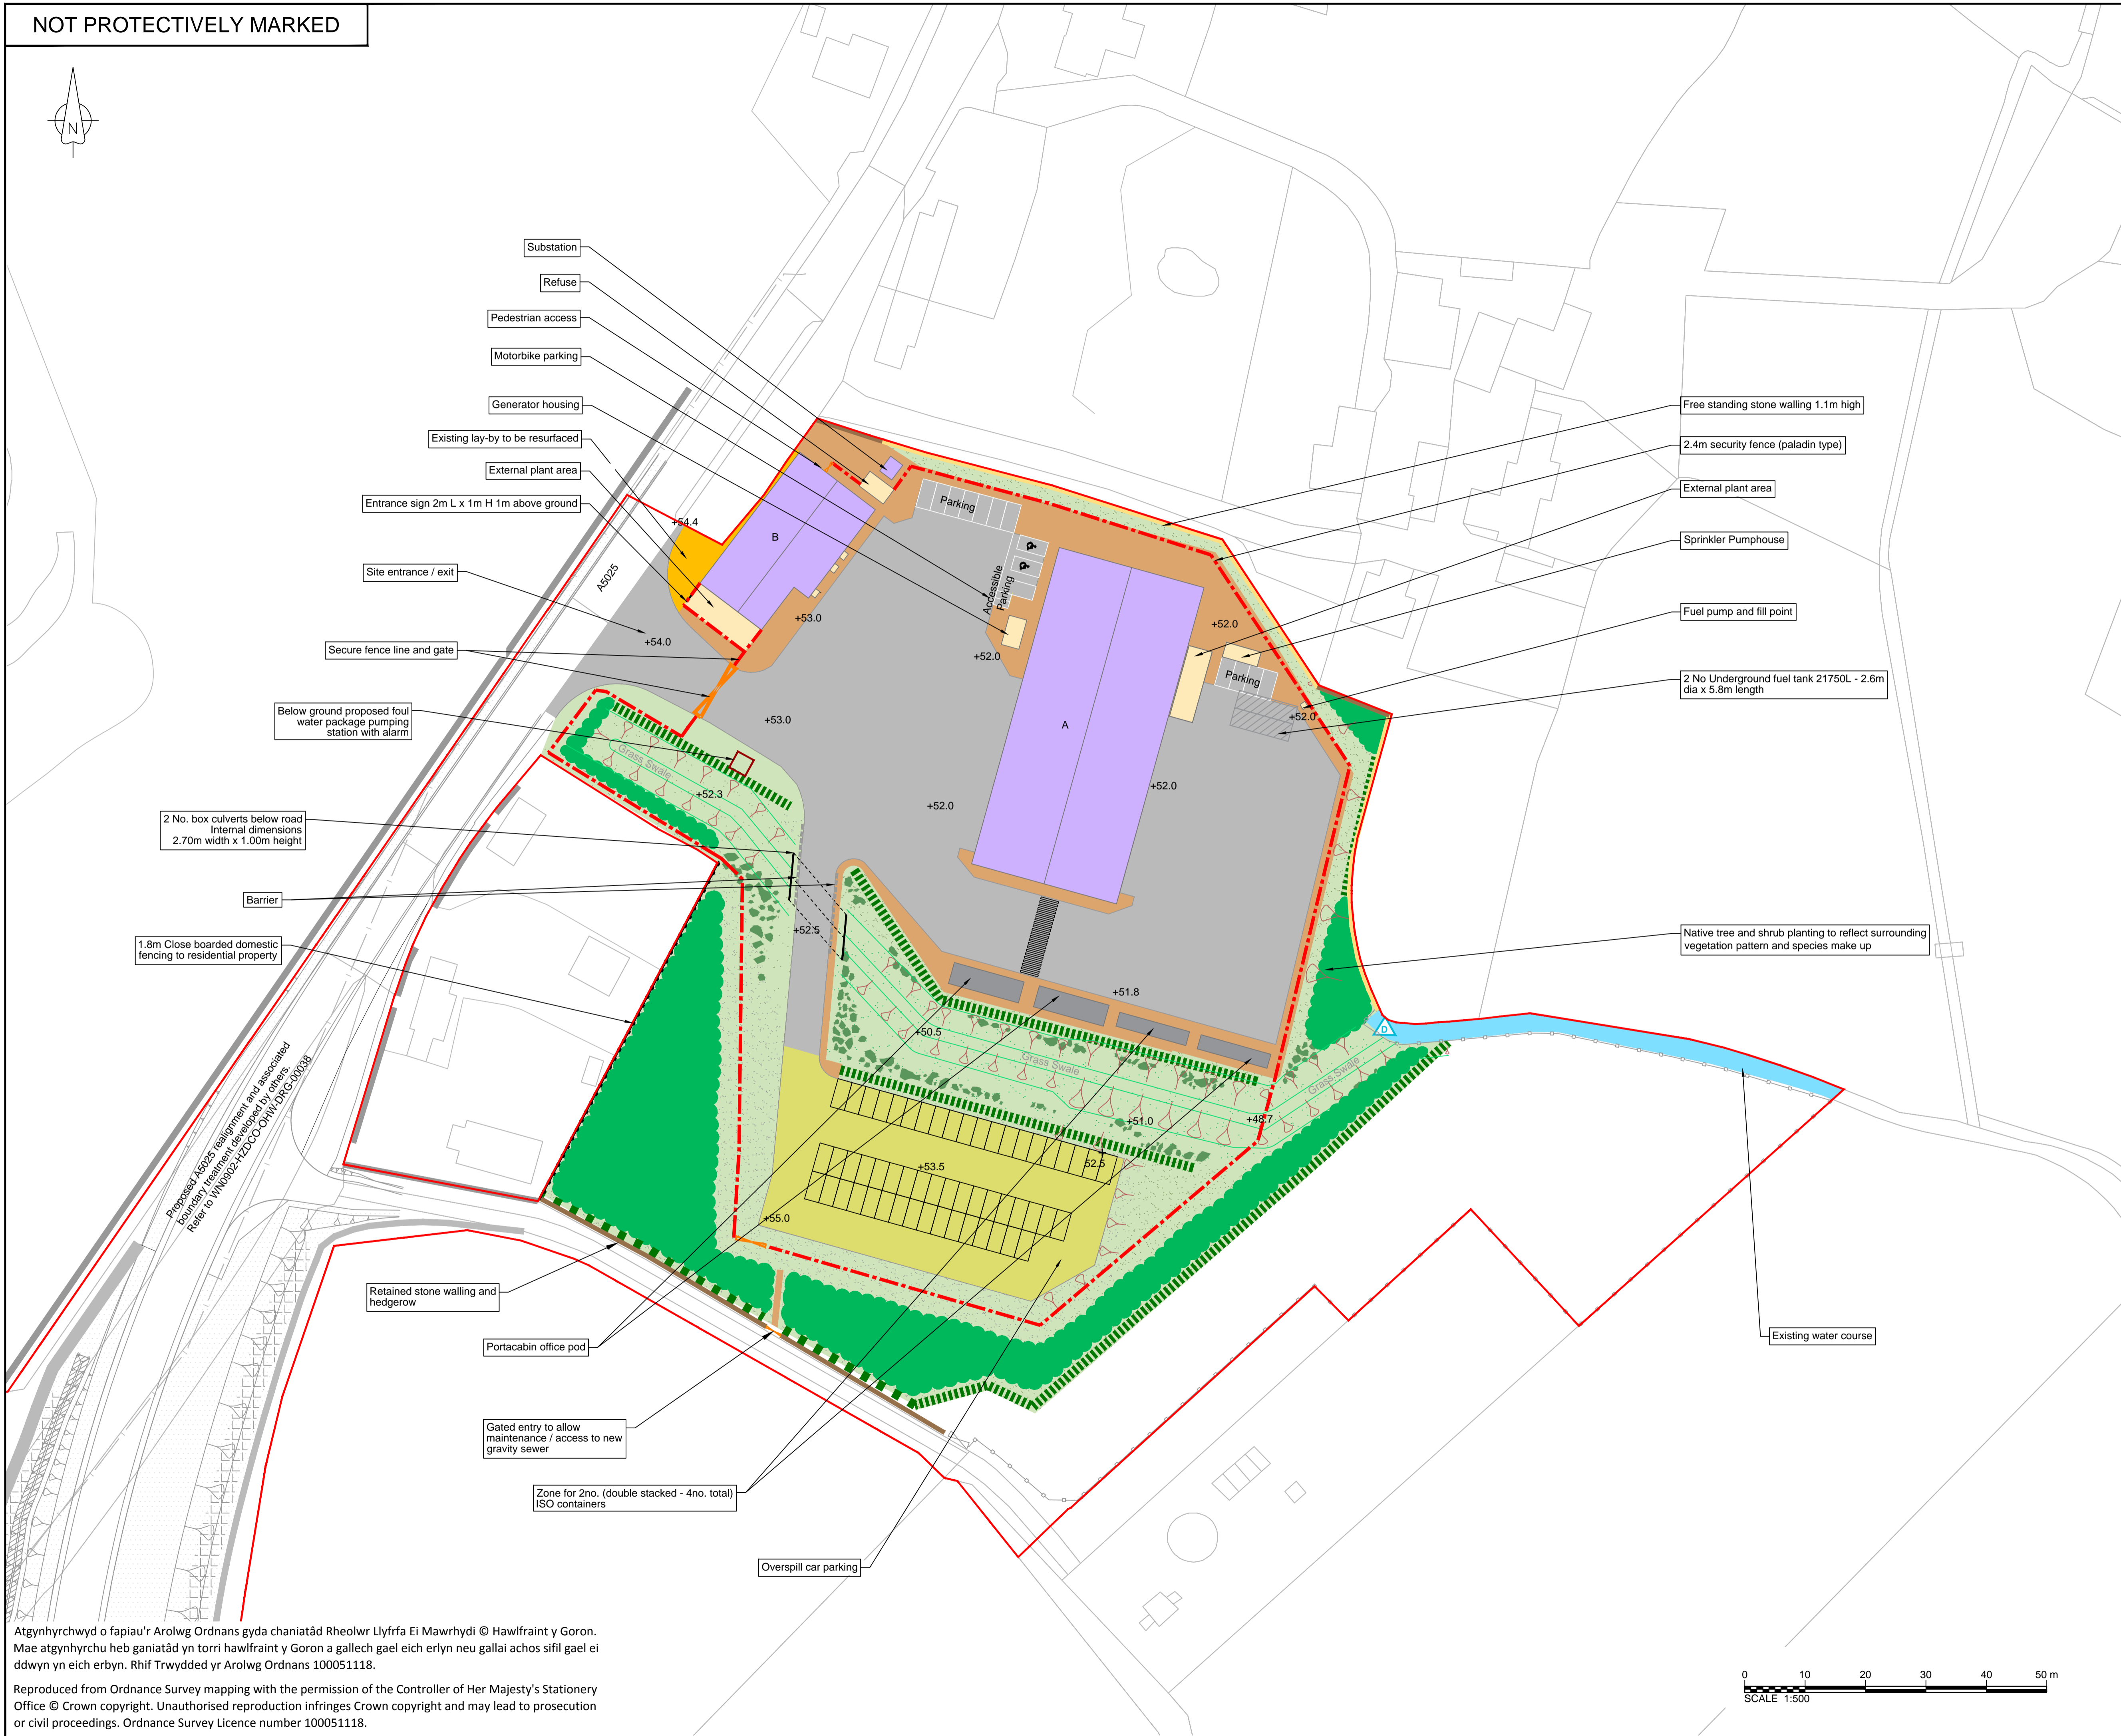 NOT PROTECTIVELY MARKED
N
Substation
Refuse
Pedestrian access
Motorbike parking
Generator housing
Existing lay-by to be resurfaced
External plant area
Entrance sign 2m L x 1m H 1m above ground
Site entrance / exit
Secure fence line and gate
Below ground proposed foul
water package pumping
station with alarm
2 No. box culverts below road
Internal dimensions
2.70m width x 1.00m height
Barrier
1.8m Close boarded domestic
fencing to residential property
Proposed A5025 realignment and associated
boundary treatment developed by others.
Refer to WN0902-HZDCO-OHW-DRG-00038
Retained stone walling and
hedgerow
Portacabin office pod
Gated entry to allow
maintenance / access to new
gravity sewer
Zone for 2no. (double stacked - 4no. total)
ISO containers
Overspill car parking
Free standing stone walling 1.1m high
2.4m security fence (paladin type)
External plant area
Sprinkler Pumphouse
Fuel pump and fill point
2 No Underground fuel tank 21750L - 2.6m
dia x 5.8m length
Native tree and shrub planting to reflect surrounding
vegetation pattern and species make up
Existing water course
A5025
+54.4
B
Parking
Accessible
Parking
+54.0
+53.0
+52.0
+52.0
Parking
+52.0
A
+53.0
Grass Swale
+52.3
+52.0
+52.0
+52.5
+51.8
+50.5
Grass Swale
Grass Swale
D
+51.0
+48.7
52.5
+53.5
+55.0
Atgynhyrchwyd o fapiau'r Arolwg Ordnans gyda chaniatâd Rheolwr Llyfrfa Ei Mawrhydi © Hawlfraint y Goron.
Mae atgynhyrchu heb ganiatâd yn torri hawlfraint y Goron a gallech gael eich erlyn neu gallai achos sifil gael ei
ddwyn yn eich erbyn. Rhif Trwydded yr Arolwg Ordnans 100051118.
Reproduced from Ordnance Survey mapping with the permission of the Controller of Her Majesty's Stationery
Office © Crown copyright. Unauthorised reproduction infringes Crown copyright and may lead to prosecution
or civil proceedings. Ordnance Survey Licence number 100051118.
0 10 20 30 40 50 m
SCALE 1:500